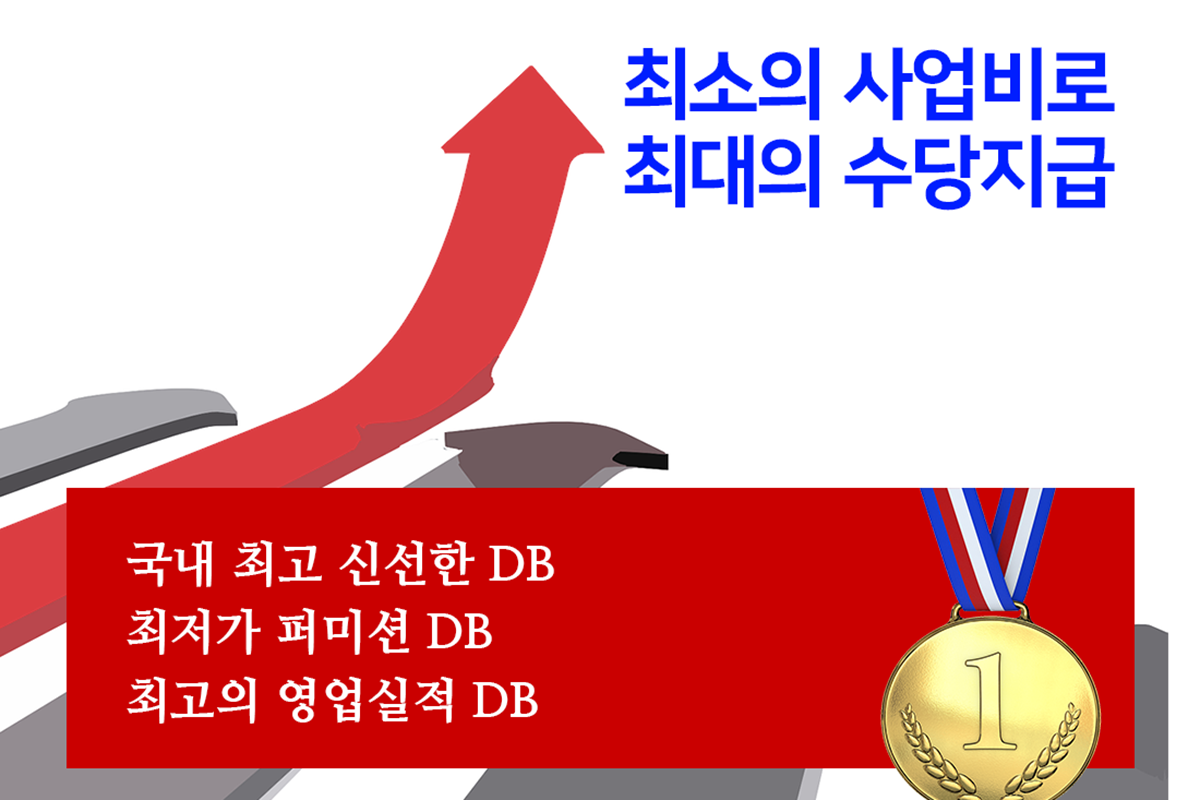 최소의 사업비로
최대의 수당지급
국내 최고 신선한 DB
최저가 퍼미션 DB
최고의 영업실적 DB
1